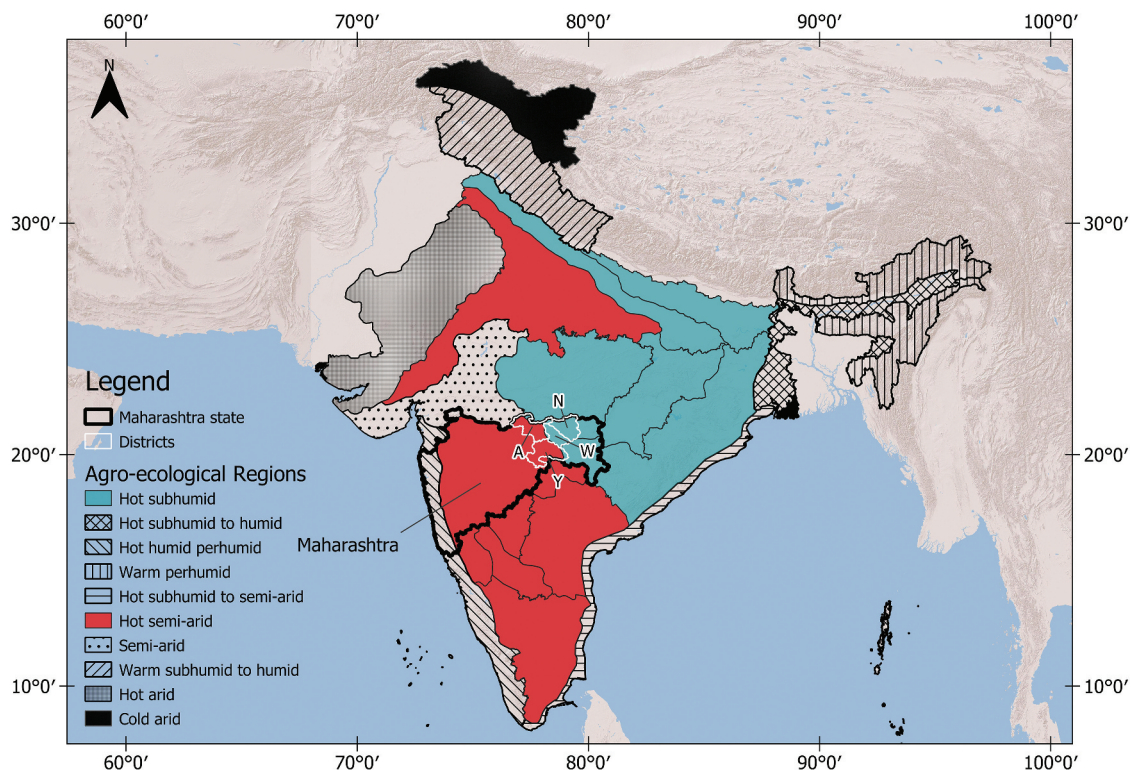 60°0′ 70°0′ 80°0′ 90°0′ 100°0′
N
30°0′ 30°0′
20°0′ 20°0′
10°0′ 10°0′
N
A
W
Y
Maharashtra
Legend
Maharashtra state
Districts
Agro-ecological Regions
Hot subhumid
Hot subhumid to humid
Hot humid perhumid
Warm perhumid
Hot subhumid to semi-arid
Hot semi-arid
Semi-arid
Warm subhumid to humid
Hot arid
Cold arid
60°0′ 70°0′ 80°0′ 90°0′ 100°0′